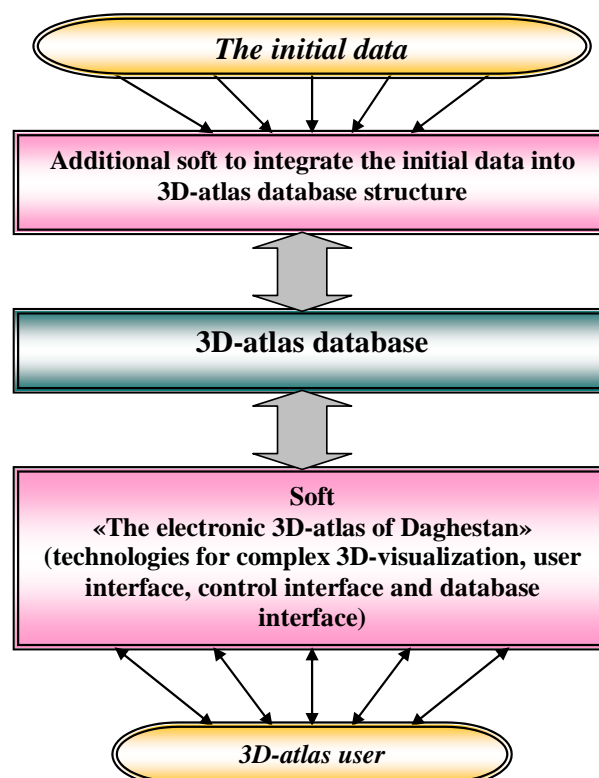 The initial data
Additional soft to integrate the initial data into
3D-atlas database structure
3D-atlas database
Soft
«The electronic 3D-atlas of Daghestan»
(technologies for complex 3D-visualization, user
interface, control interface and database
interface)
3D-atlas user